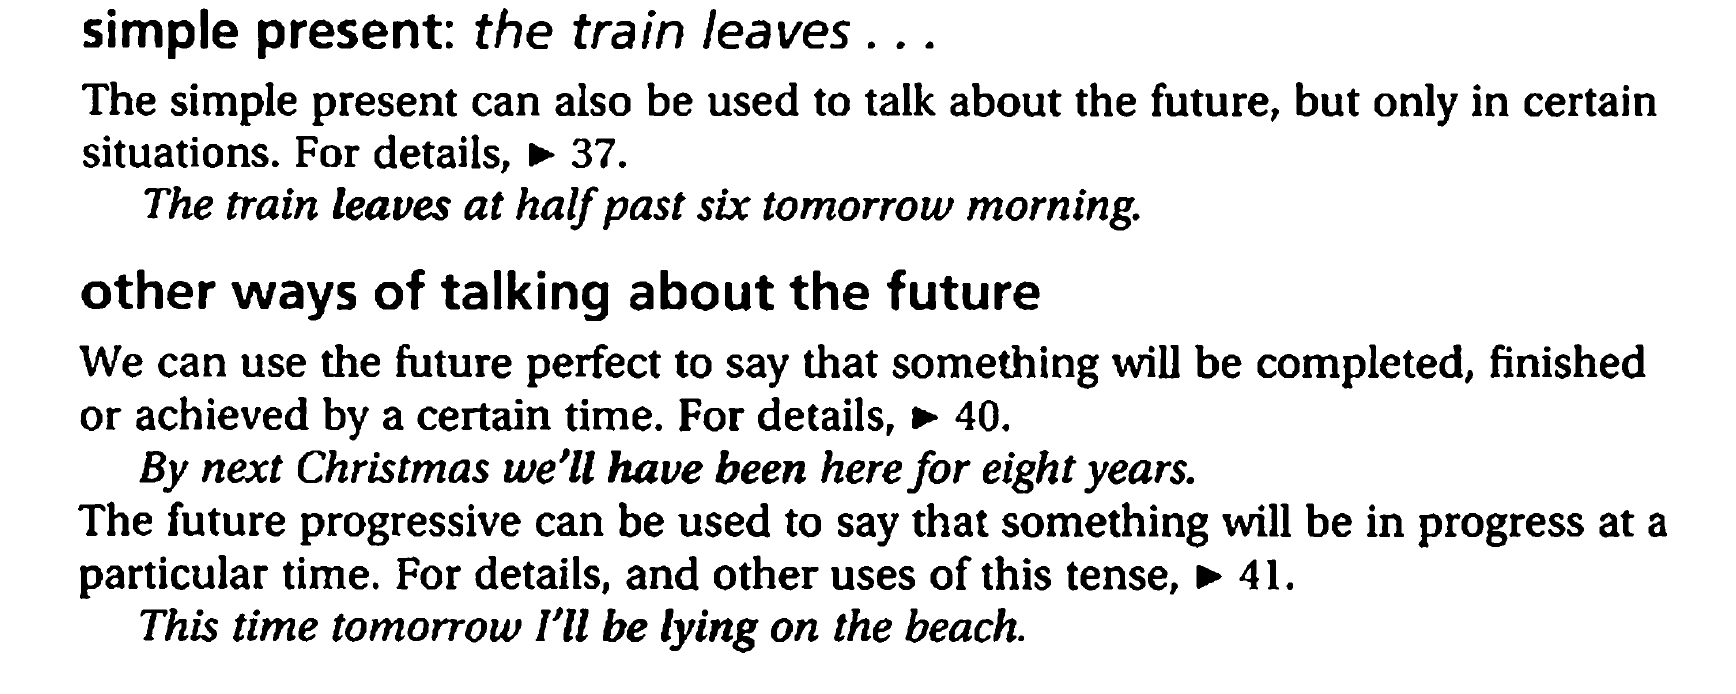 simple present: the train leaves . . .
The simple present can also be used to talk about the future, but only in certain
situations. For details, ► 37.
The train leaves at half past six tomorrow morning.
other ways of talking about the future
We can use the future perfect to say that something will be completed, finished
or achieved by a certain time. For details, ► 40.
By next Christmas we'll have been here for eight years.
The future progressive can be used to say that something will be in progress at a
particular time. For details, and other uses of this tense, ► 41.
This time tomorrow I'll be lying on the beach.